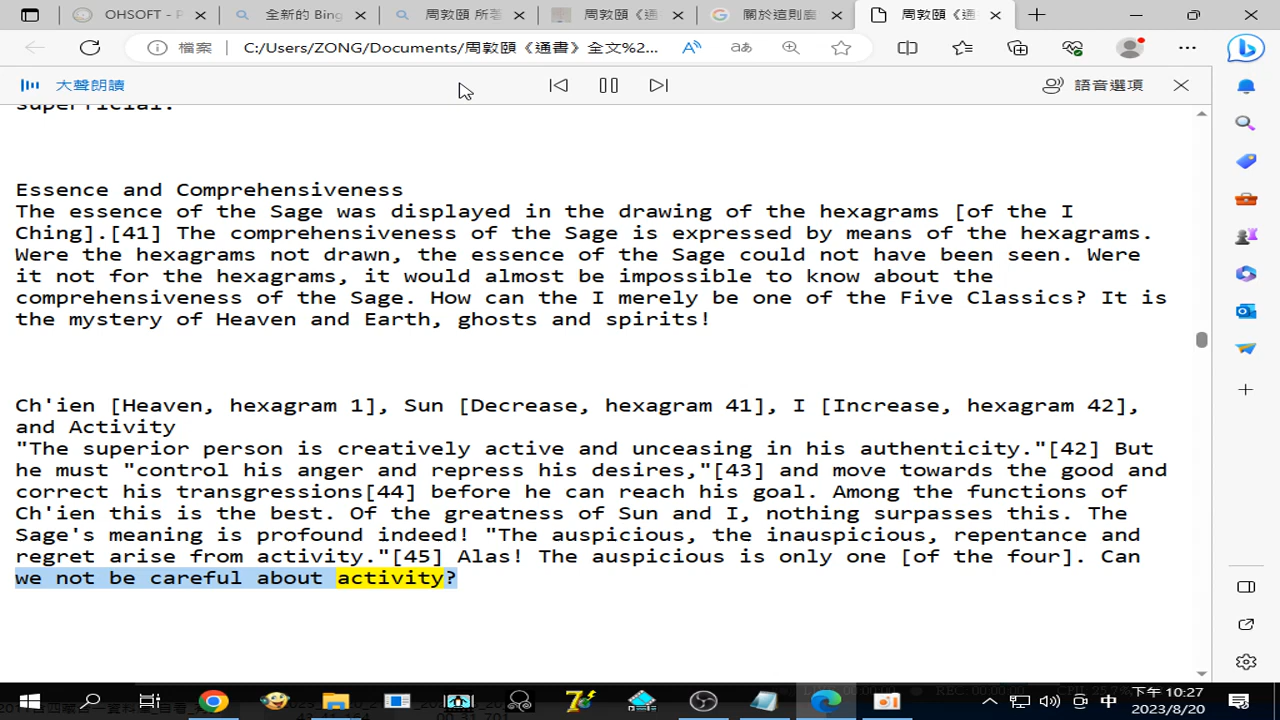 OHSOFT - F
全新的 Bing
周敦頤 所著
周敦頤《通
關於這則廳
周敦頤《通
檔案
C:/Users/ZONG/Documents/周敦頤《通書》全文%2...
大聲朗讀
語音選項
superficial.
Essence and Comprehensiveness
The essence of the Sage was displayed in the drawing of the hexagrams [of the I
Ching].[41] The comprehensiveness of the Sage is expressed by means of the hexagrams.
Were the hexagrams not drawn, the essence of the Sage could not have been seen. Were
it not for the hexagrams, it would almost be impossible to know about the
comprehensiveness of the Sage. How can the I merely be one of the Five Classics? It is
the mystery of Heaven and Earth, ghosts and spirits!
Ch'ien [Heaven, hexagram 1], Sun [Decrease, hexagram 41], I [Increase, hexagram 42],
and Activity
"The superior person is creatively active and unceasing in his authenticity."[42] But
he must "control his anger and repress his desires,"[43] and move towards the good and
correct his transgressions[44] before he can reach his goal. Among the functions of
Ch'ien this is the best. Of the greatness of Sun and I, nothing surpasses this. The
Sage's meaning is profound indeed! "The auspicious, the inauspicious, repentance and
regret arise from activity."[45] Alas! The auspicious is only one [of the four]. Can
we not be careful about activity?
中
下午 10:27
2023/8/20